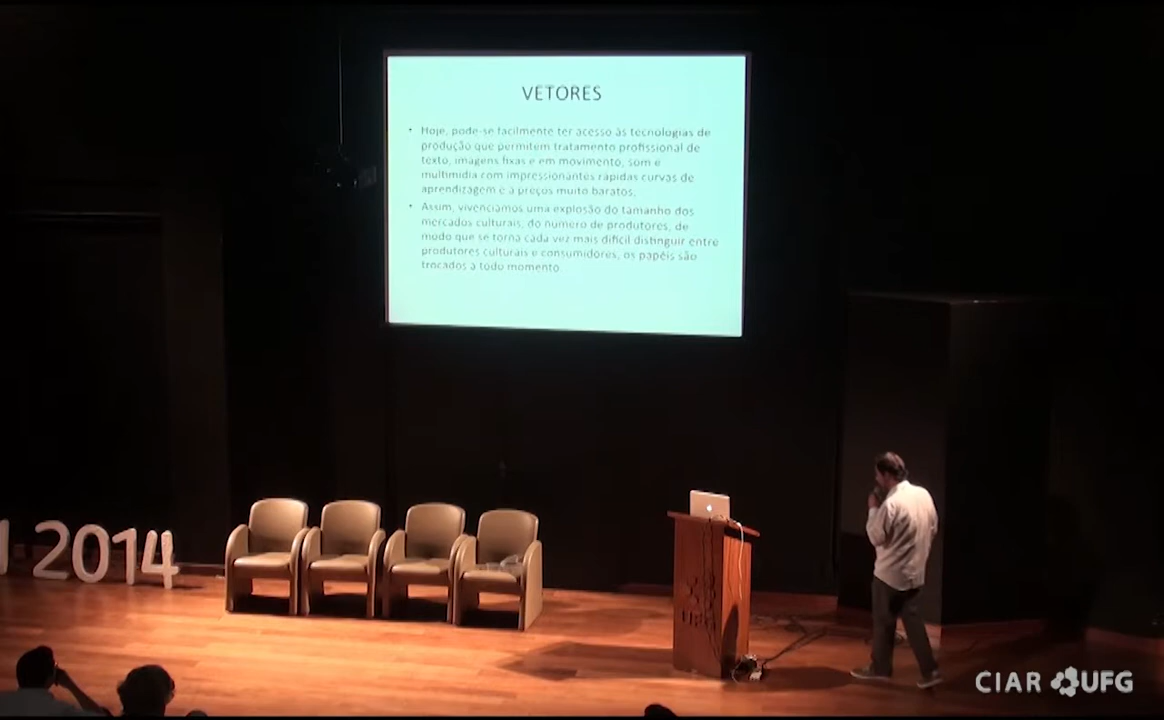 VETORES
• Hoje, pode-se facilmente ter acesso às tecnologias de
produção que permitem tratamento profissional de
texto, imagens fixas e em movimento, som e
multimídia com impressionantes rápidas curvas de
aprendizagem e a preços muito baratos.
• Assim, vivenciamos uma explosão do tamanho dos
mercados culturais, do número de produtores, de
modo que se torna cada vez mais difícil distinguir entre
produtores culturais e consumidores, os papéis são
trocados a todo momento.
2014
UFG
CIAR UFG